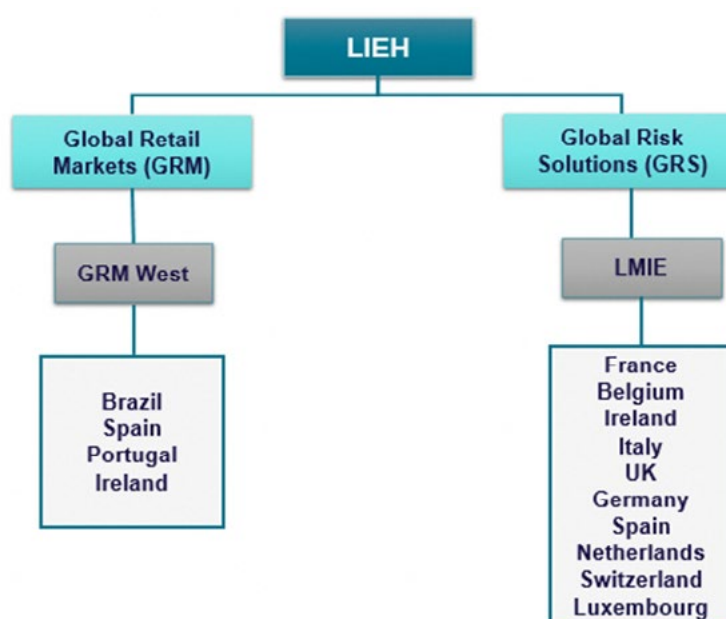 LIEH
Global Retail
Markets (GRM)
Global Risk
Solutions (GRS)
GRM West
LMIE
Brazil
Spain
Portugal
Ireland
France
Belgium
Ireland
Italy
UK
Germany
Spain
Netherlands
Switzerland
Luxembourg